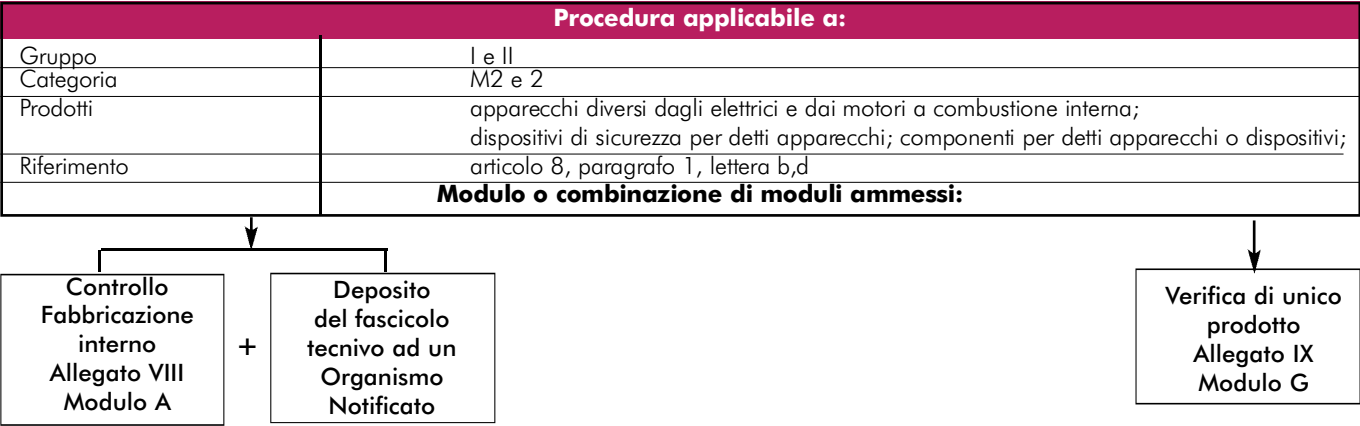 Procedura applicabile a:
Gruppo I e II
Categoria M2 e 2
Prodotti apparecchi diversi dagli elettrici e dai motori a combustione interna;
dispositivi di sicurezza per detti apparecchi; componenti per detti apparecchi o dispositivi;
Riferimento articolo 8, paragrafo 1, lettera b,d
Modulo o combinazione di moduli ammessi:
Controllo
Fabbricazione
interno
Allegato VIII
Modulo A
+
Deposito
del fascicolo
tecnivo ad un
Organismo
Notificato
Verifica di unico
prodotto
Allegato IX
Modulo G